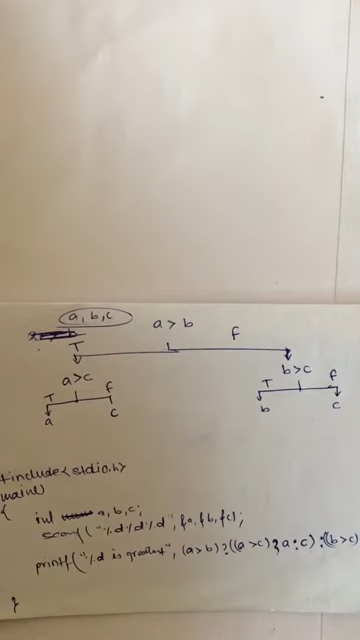 a, b, c
a > b
T F
a > c b > c
T F T F
a c b c
#include<stdio.h>
main()
{
int a, b, c;
scanf("%d%d%d", &a, &b, &c);
printf("%d is greatest", (a>b)?((a>c)?a:c):((b>c)
}